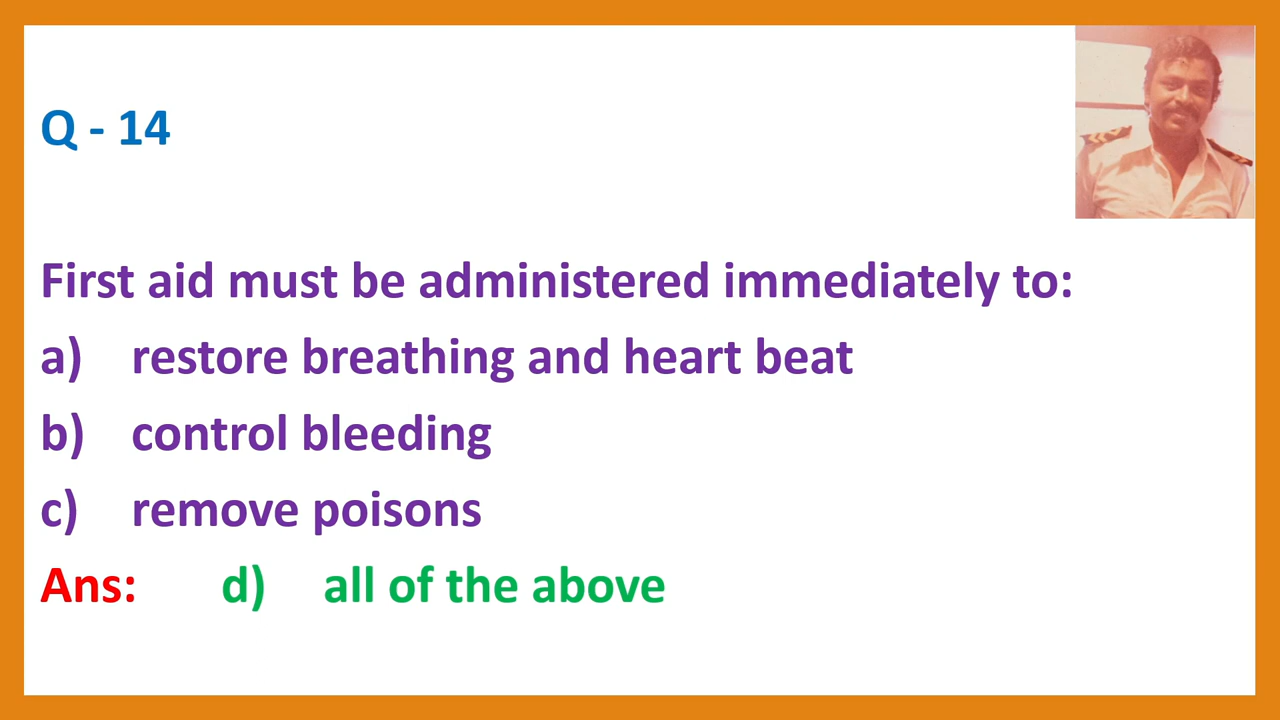 Q - 14
First aid must be administered immediately to:
a) restore breathing and heart beat
b) control bleeding
c) remove poisons
Ans: d) all of the above